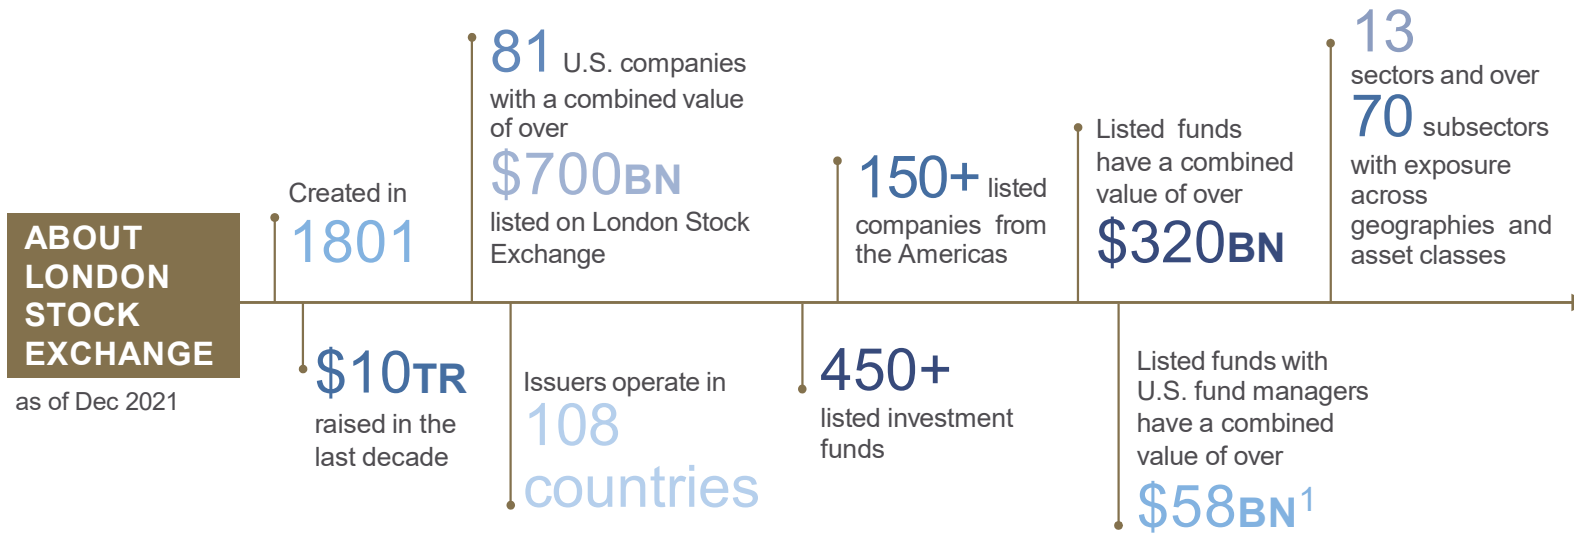 ABOUT
LONDON
STOCK
EXCHANGE
as of Dec 2021
Created in
1801
$10TR
raised in the
last decade
81 U.S. companies
with a combined value
of over
$700BN
listed on London Stock
Exchange
Issuers operate in
108
countries
150+ listed
companies from
the Americas
450+
listed investment
funds
Listed funds
have a combined
value of over
$320BN
Listed funds with
U.S. fund managers
have a combined
value of over
$58BN¹
13
sectors and over
70 subsectors
with exposure
across
geographies and
asset classes